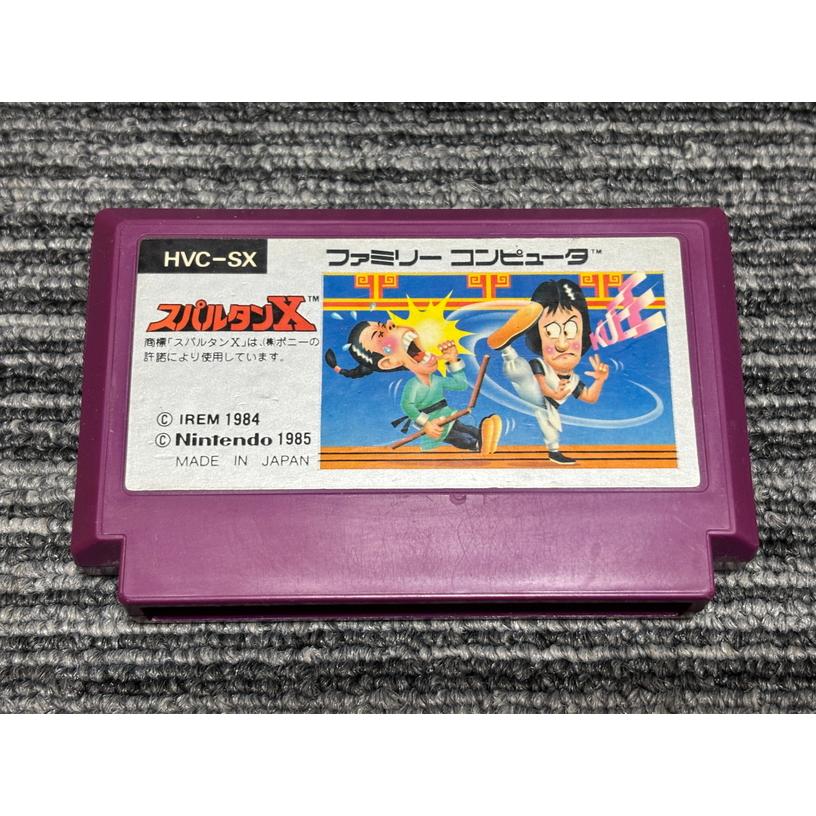 HVC-SX
ファミリー コンピュータ™
スパルタンX™
商標「スパルタンX」は、(株)ポニーの
許諾により使用しています。
© IREM 1984
© Nintendo 1985
MADE IN JAPAN